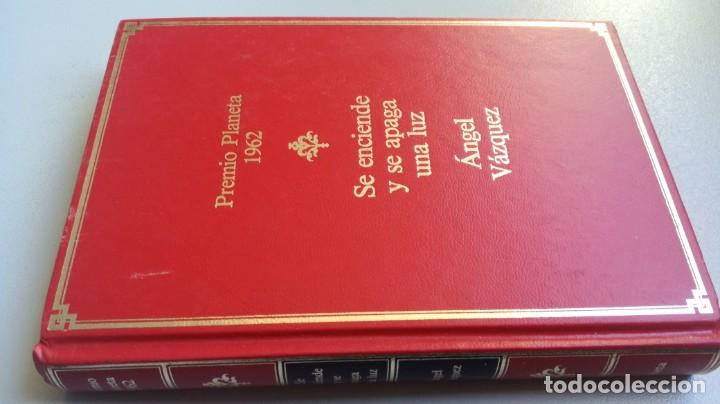 Premio Planeta
1962
Se enciende
y se apaga
una luz
Ángel
Vázquez
todocoleccion